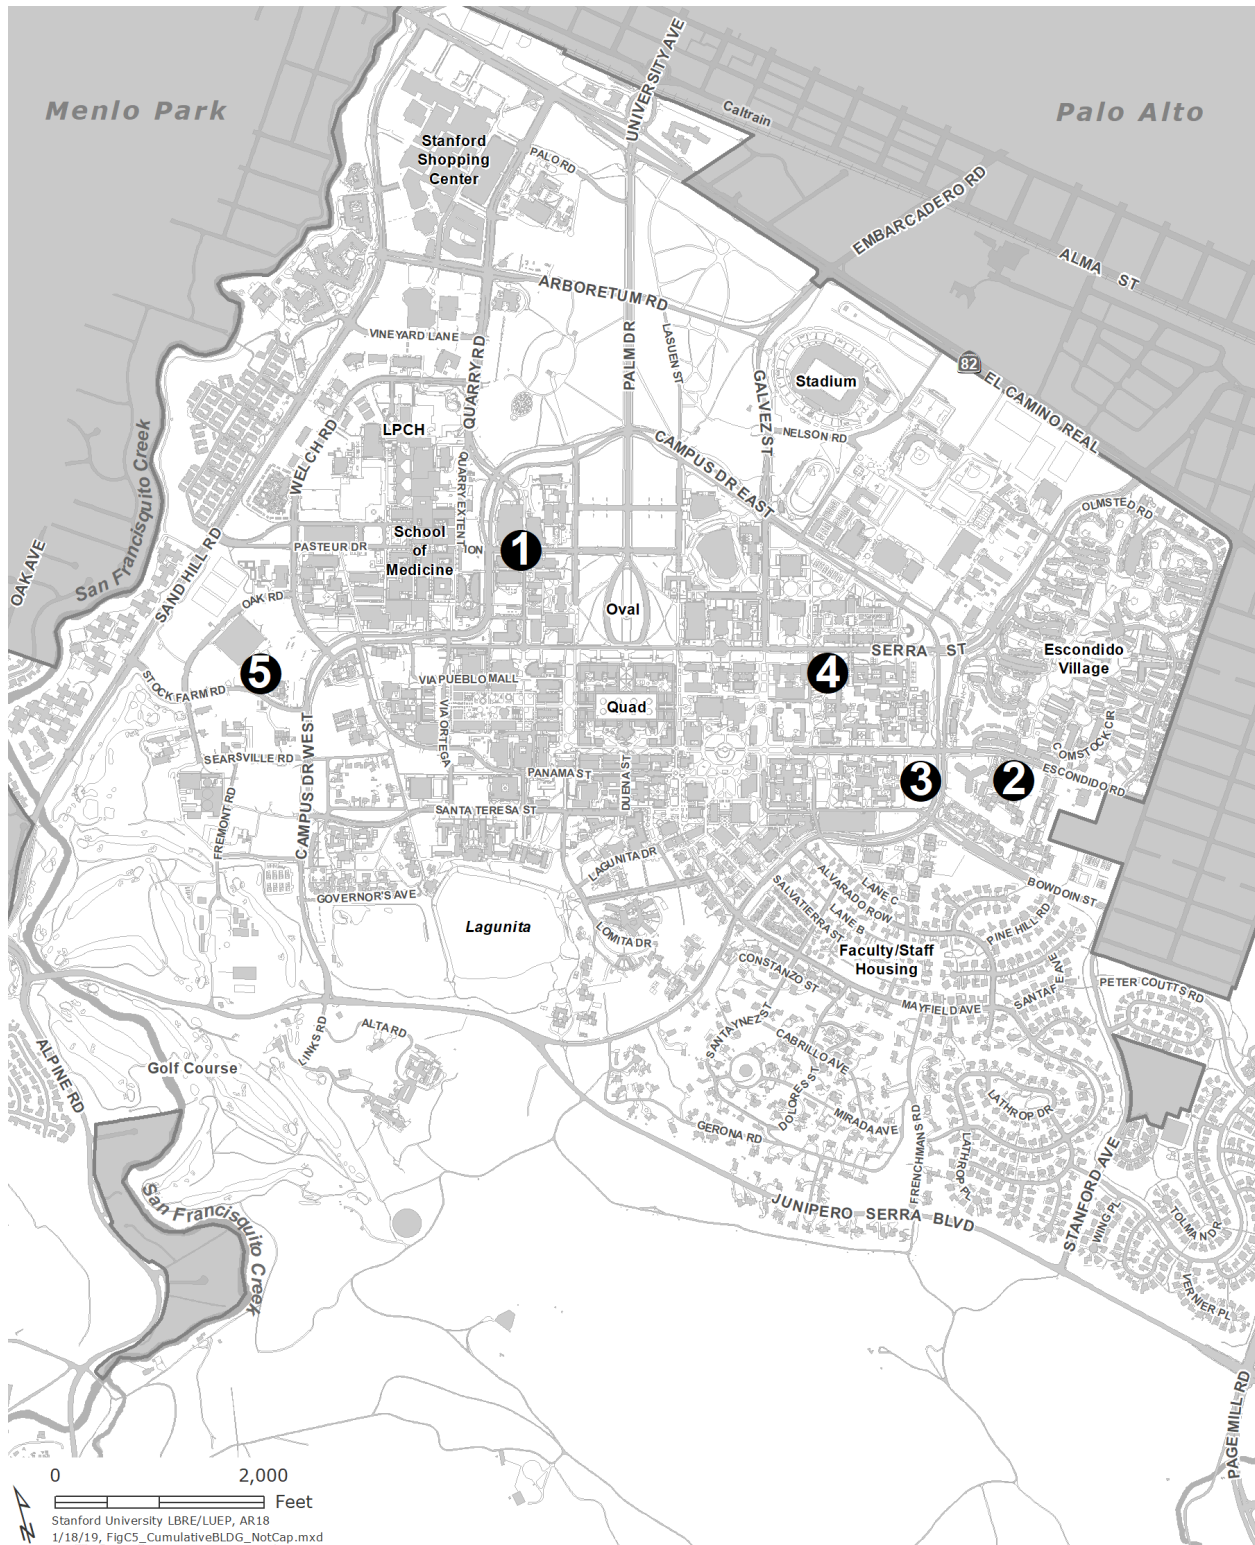 Menlo Park
Palo Alto
UNIVERSITY AVE
Caltrain
Stanford
Shopping
Center
PALO RD
EMBARCADERO RD
ALMA ST
ARBORETUM RD
VINEYARD LANE
QUARRY RD
PALM DR
LASUEN ST
GALVEZ ST
Stadium
82
EL CAMINO REAL
LPCH
WELCH RD
NELSON RD
CAMPUS DR EAST
San Francisquito Creek
QUARRY EXTENTION
OLMSTED RD
SAND HILL RD
OAK AVE
School
of
Medicine
PASTEUR DR
1
OAK RD
Oval
SERRA ST
Escondido
Village
5
4
STOCK FARM RD
VIA PUEBLO MALL
Quad
VIA ORTEGA
CAMPUS DR WEST
SEARSVILLE RD
PANAMA ST
DUENA ST
COMSTOCK CIR
ESCONDIDO RD
3
2
FREMONT RD
SANTA TERESA ST
LAGUNITA DR
GOVERNOR'S AVE
LANE C
ALVARADO ROW
LANE B
SALVATIERRA ST
BOWDOIN ST
PINE HILL RD
Lagunita
LOMITA DR
Faculty/Staff
Housing
CONSTANZO ST
SANTA FE AVE
MAYFIELD AVE
PETER COUTTS RD
LINKS RD
ALTA RD
SANTA YNEZ ST
CABRILLO AVE
ALPINE RD
Golf Course
DOLORES ST
LATHROP DR
MIRADA AVE
GERONA RD
FRENCHMANS RD
LATHROP PL
STANFORD AVE
San Francisquito Creek
JUNIPERO SERRA BLVD
WING PL
TOLMAN DR
VERNIER PL
PAGE MILL RD
0 2,000
Feet
N
Stanford University LBRE/LUEP, AR18
1/18/19, FigC5_CumulativeBLDG_NotCap.mxd